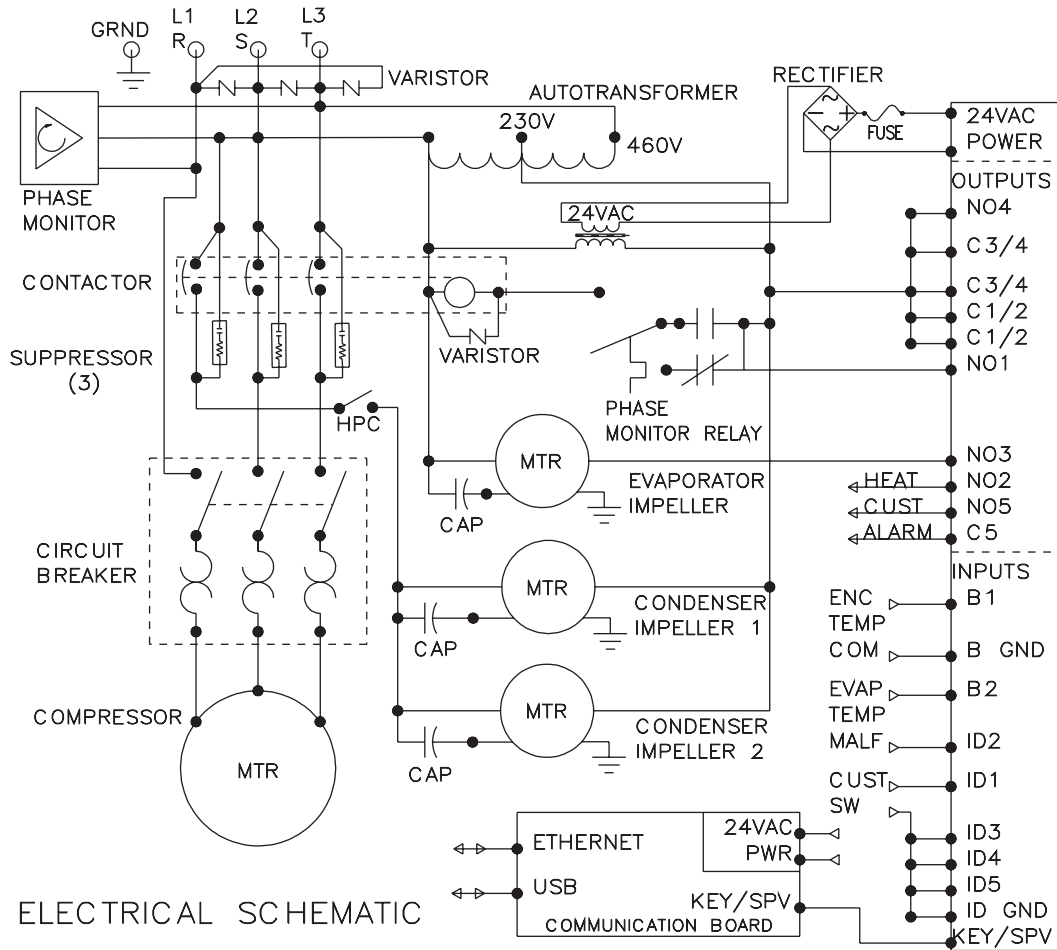 GRND
L1
R
L2
S
L3
T
VARISTOR
RECTIFIER
AUTOTRANSFORMER
230V
460V
FUSE
24VAC
POWER
PHASE
MONITOR
OUTPUTS
NO4
24VAC
C3/4
CONTACTOR
C3/4
C1/2
C1/2
SUPPRESSOR
(3)
VARISTOR
NO1
PHASE
MONITOR RELAY
HPC
MTR
NO3
EVAPORATOR
IMPELLER
HEAT
NO2
CUST
NO5
CAP
ALARM
C5
CIRCUIT
BREAKER
INPUTS
MTR
CONDENSER
IMPELLER 1
ENC
TEMP
B1
CAP
COM
B GND
EVAP
TEMP
B2
COMPRESSOR
MTR
CONDENSER
IMPELLER 2
MALF
ID2
MTR
CAP
CUST
SW
ID1
24VAC
PWR
ETHERNET
ID3
ID4
USB
ID5
KEY/SPV
ID GND
COMMUNICATION BOARD
KEY/SPV
ELECTRICAL SCHEMATIC